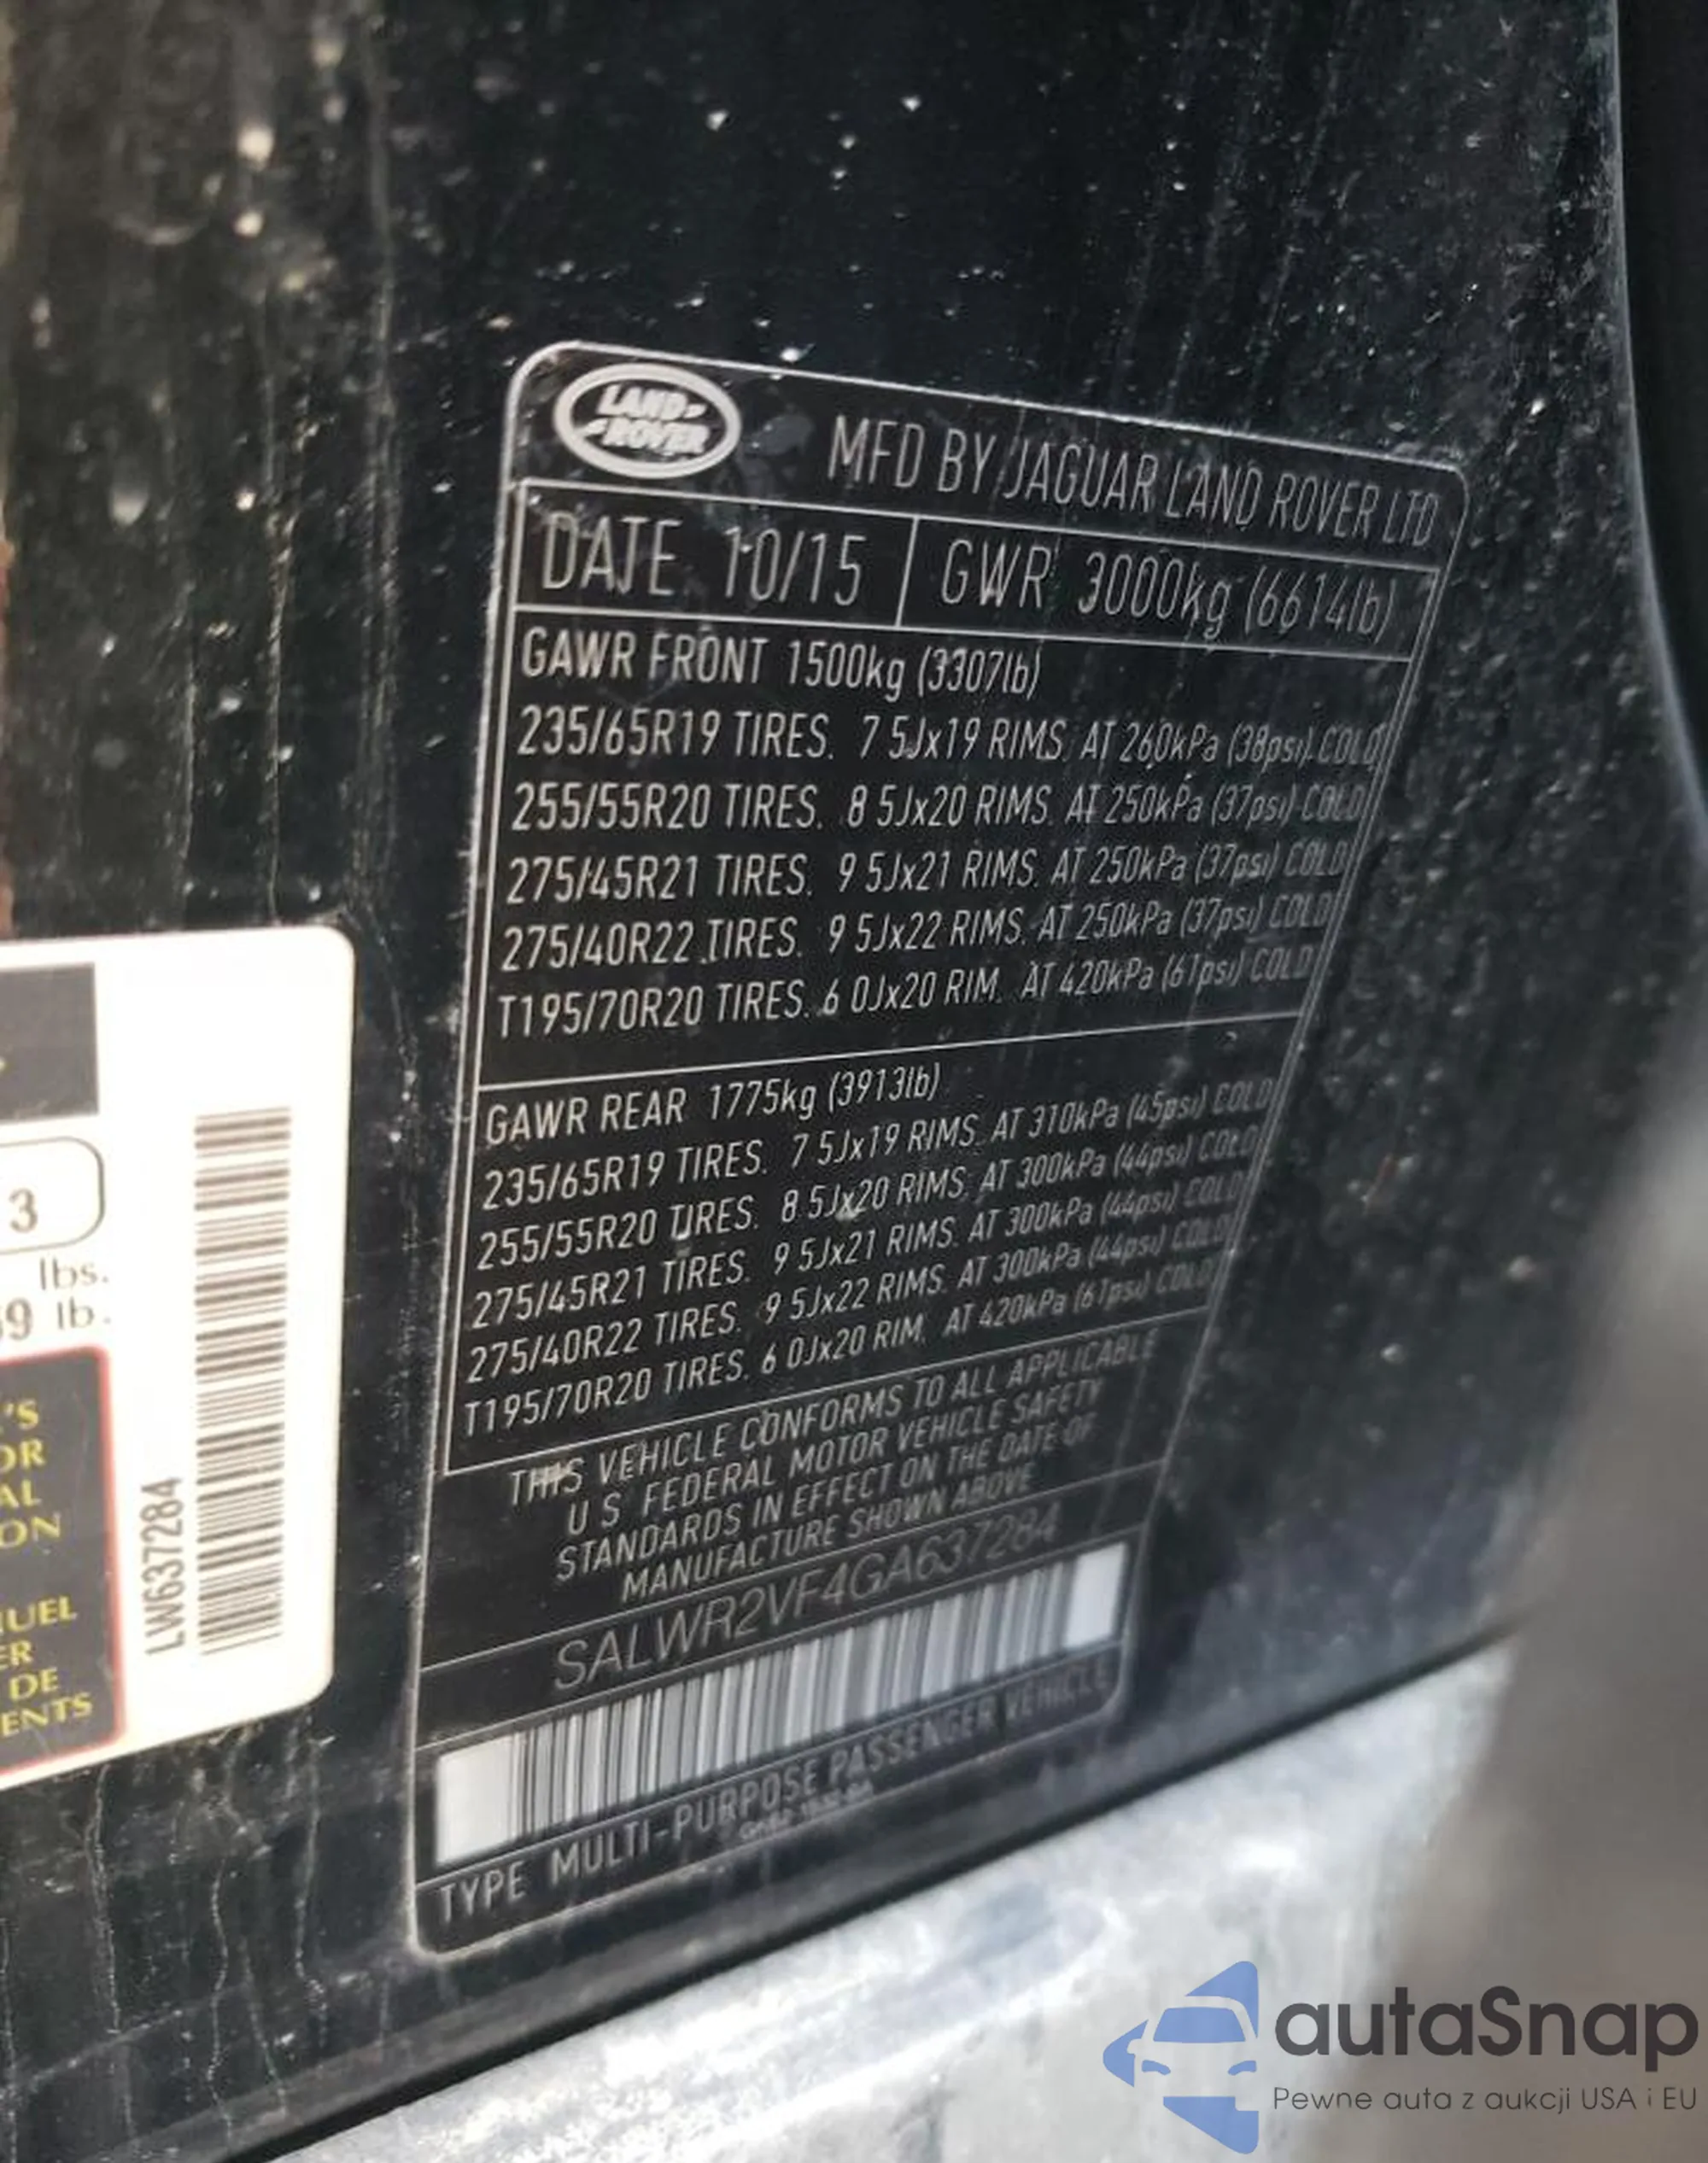 LAND-
-ROVER
MFD BY JAGUAR LAND ROVER LTD
DATE 10/15
GWR 3000kg (6614lb)
GAWR FRONT 1500kg (3307lb)
235/65R19 TIRES. 7 5Jx19 RIMS. AT 260kPa (38psi) COLD
255/55R20 TIRES. 8 5Jx20 RIMS. AT 250kPa (37psi) COLD
275/45R21 TIRES. 9 5Jx21 RIMS. AT 250kPa (37psi) COLD
275/40R22 TIRES. 9 5Jx22 RIMS. AT 250kPa (37psi) COLD
T195/70R20 TIRES. 6 0Jx20 RIM. AT 420kPa (61psi) COLD
GAWR REAR 1775kg (3913lb)
235/65R19 TIRES. 7 5Jx19 RIMS. AT 310kPa (45psi) COLD
255/55R20 TIRES. 8 5Jx20 RIMS. AT 300kPa (44psi) COLD
275/45R21 TIRES. 9 5Jx21 RIMS. AT 300kPa (44psi) COLD
275/40R22 TIRES. 9 5Jx22 RIMS. AT 300kPa (44psi) COLD
T195/70R20 TIRES. 6 0Jx20 RIM. AT 420kPa (61psi) COLD
THIS VEHICLE CONFORMS TO ALL APPLICABLE
U S FEDERAL MOTOR VEHICLE SAFETY
STANDARDS IN EFFECT ON THE DATE OF
MANUFACTURE SHOWN ABOVE
SALWR2VF4GA637284
TYPE MULTI-PURPOSE PASSENGER VEHICLE
3
lbs.
9 lb.
'S
OR
AL
ON
UEL
ER
DE
ENTS
LW637284
autaSnap
Pewne auta z aukcji USA i EU